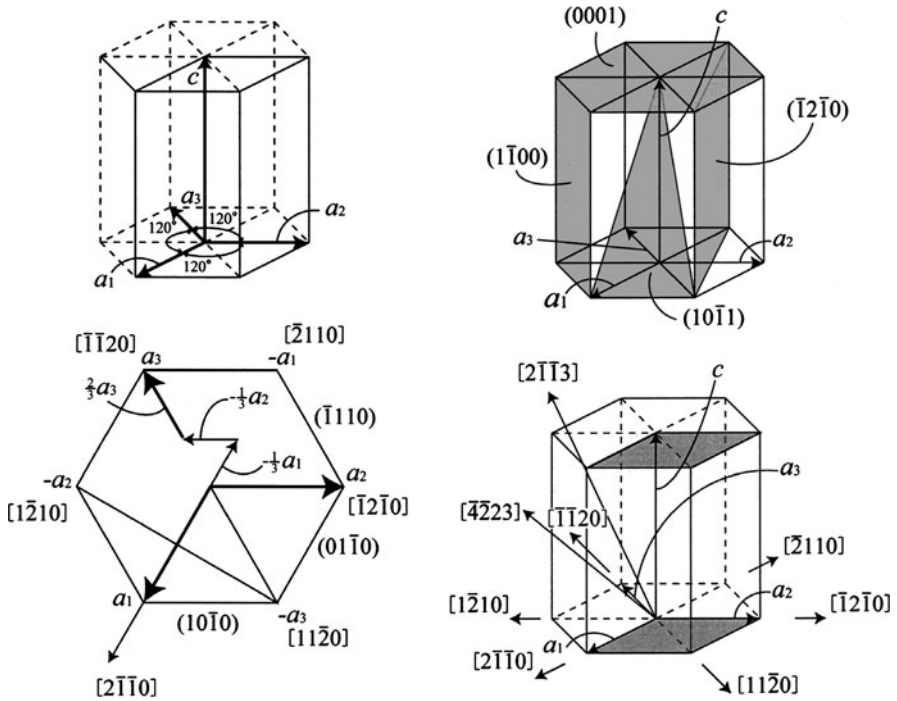 c
a₃
120°
120°
120°
a₂
a₁
(0001)
c
(1̄2̄10)
(11̄00)
a₃
a₂
a₁
(101̄1)
[1̄1̄20]
a₃
[2̄110]
-a₁
⅔a₃
-⅓a₂
(1̄110)
-⅓a₁
-a₂
a₂
[12̄10]
[1̄21̄0]
(011̄0)
a₁
(101̄0)
-a₃
[112̄0]
[21̄1̄0]
[21̄1̄3]
c
a₃
[4̄2̄23]
[1̄1̄20]
[2̄110]
[12̄10]
a₂
[1̄21̄0]
a₁
[21̄1̄0]
[112̄0]